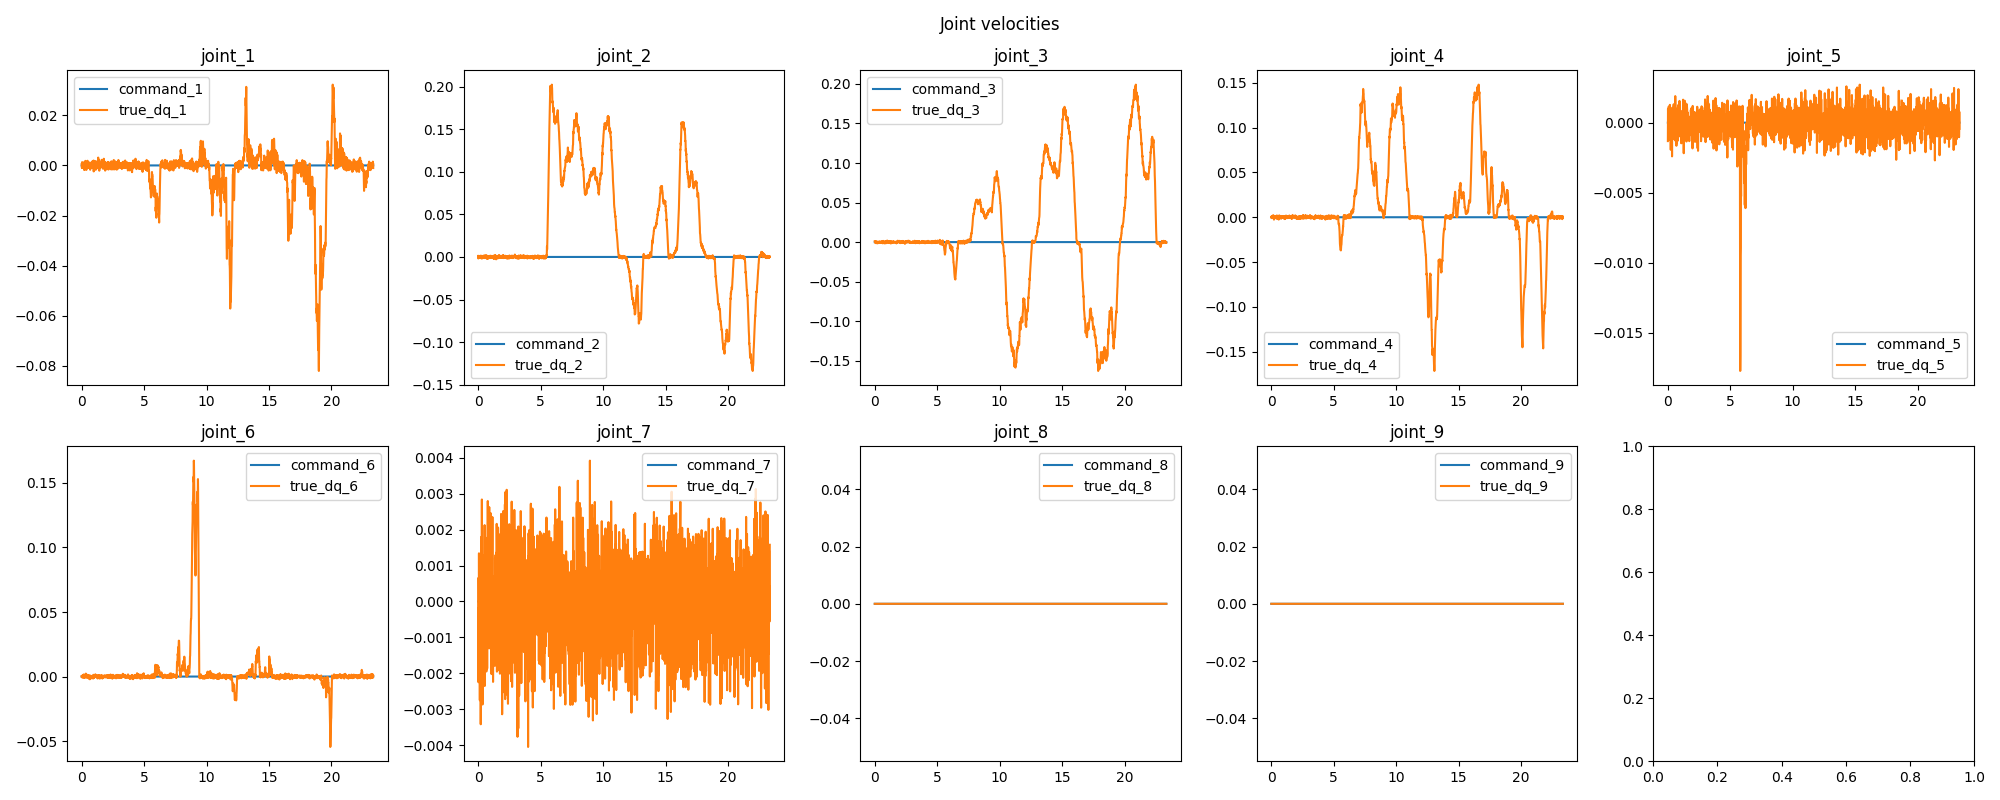 Joint velocities
joint_1
command_1
true_dq_1
0.02
0.00
−0.02
−0.04
−0.06
−0.08
0 5 10 15 20
joint_2
command_2
true_dq_2
0.20
0.15
0.10
0.05
0.00
−0.05
−0.10
−0.15
0 5 10 15 20
joint_3
command_3
true_dq_3
0.20
0.15
0.10
0.05
0.00
−0.05
−0.10
−0.15
0 5 10 15 20
joint_4
command_4
true_dq_4
0.15
0.10
0.05
0.00
−0.05
−0.10
−0.15
0 5 10 15 20
joint_5
command_5
true_dq_5
0.000
−0.005
−0.010
−0.015
0 5 10 15 20
joint_6
command_6
true_dq_6
0.15
0.10
0.05
0.00
−0.05
0 5 10 15 20
joint_7
command_7
true_dq_7
0.004
0.003
0.002
0.001
0.000
−0.001
−0.002
−0.003
−0.004
0 5 10 15 20
joint_8
command_8
true_dq_8
0.04
0.02
0.00
−0.02
−0.04
0 5 10 15 20
joint_9
command_9
true_dq_9
0.04
0.02
0.00
−0.02
−0.04
0 5 10 15 20
1.0
0.8
0.6
0.4
0.2
0.0
0.0 0.2 0.4 0.6 0.8 1.0